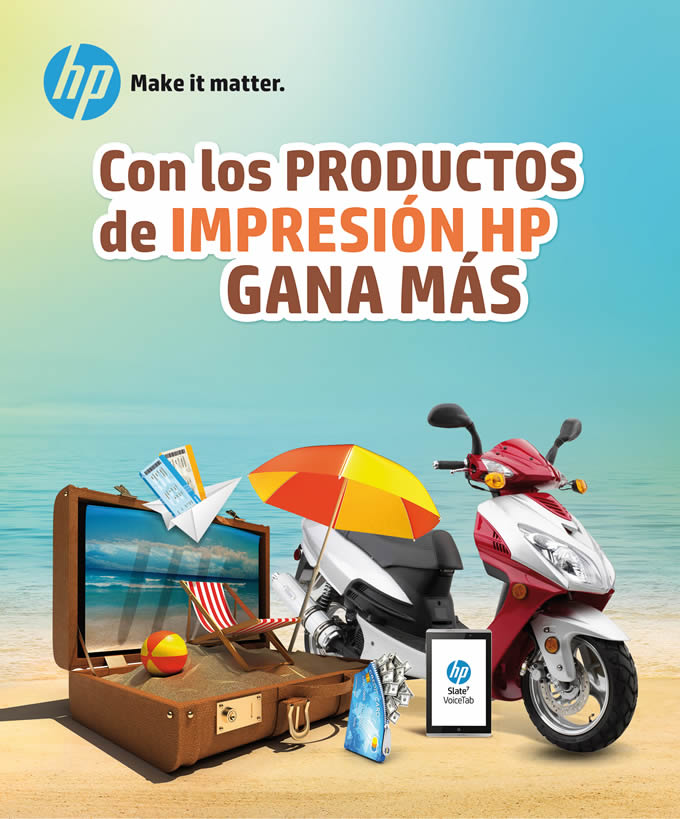 hp Make it matter.
Con los PRODUCTOS
de IMPRESIÓN HP
GANA MÁS
hp
Slate7
VoiceTab